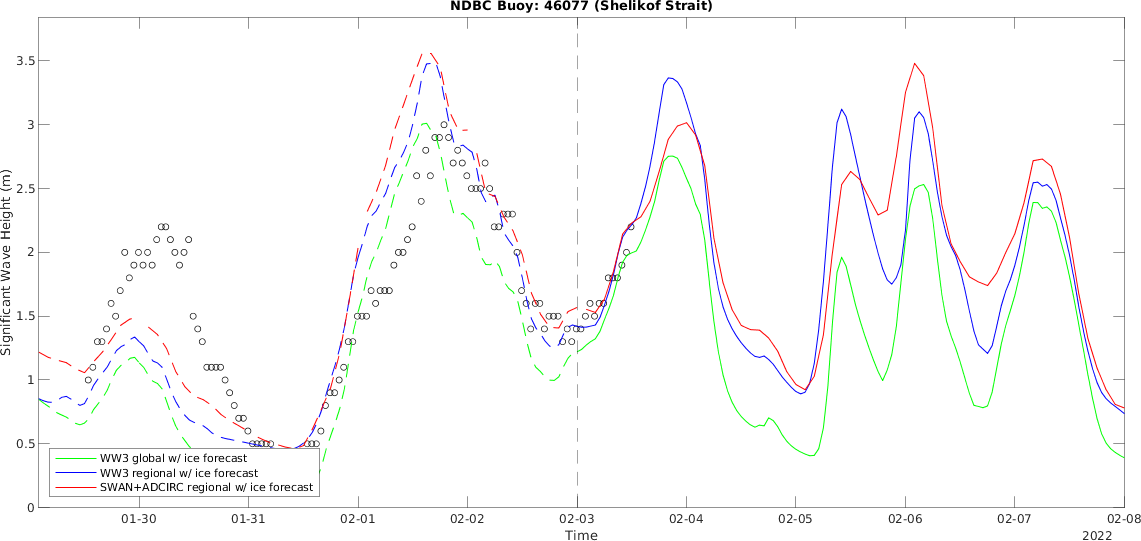 NDBC Buoy: 46077 (Shelikof Strait)
Significant Wave Height (m)
3.5
3
2.5
2
1.5
1
0.5
0
WW3 global w/ ice forecast
WW3 regional w/ ice forecast
SWAN+ADCIRC regional w/ ice forecast
01-30 01-31 02-01 02-02 02-03 02-04 02-05 02-06 02-07 02-08
Time
2022